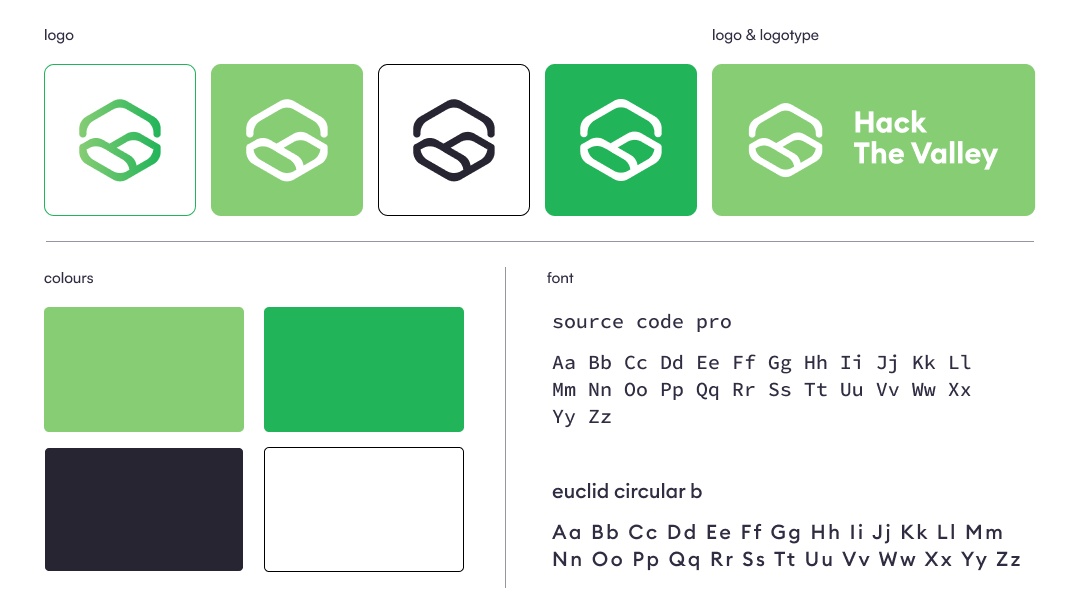 logo
logo & logotype
Hack
The Valley
colours
font
source code pro
Aa Bb Cc Dd Ee Ff Gg Hh Ii Jj Kk Ll
Mm Nn Oo Pp Qq Rr Ss Tt Uu Vv Ww Xx
Yy Zz
euclid circular b
Aa Bb Cc Dd Ee Ff Gg Hh Ii Jj Kk Ll Mm
Nn Oo Pp Qq Rr Ss Tt Uu Vv Ww Xx Yy Zz